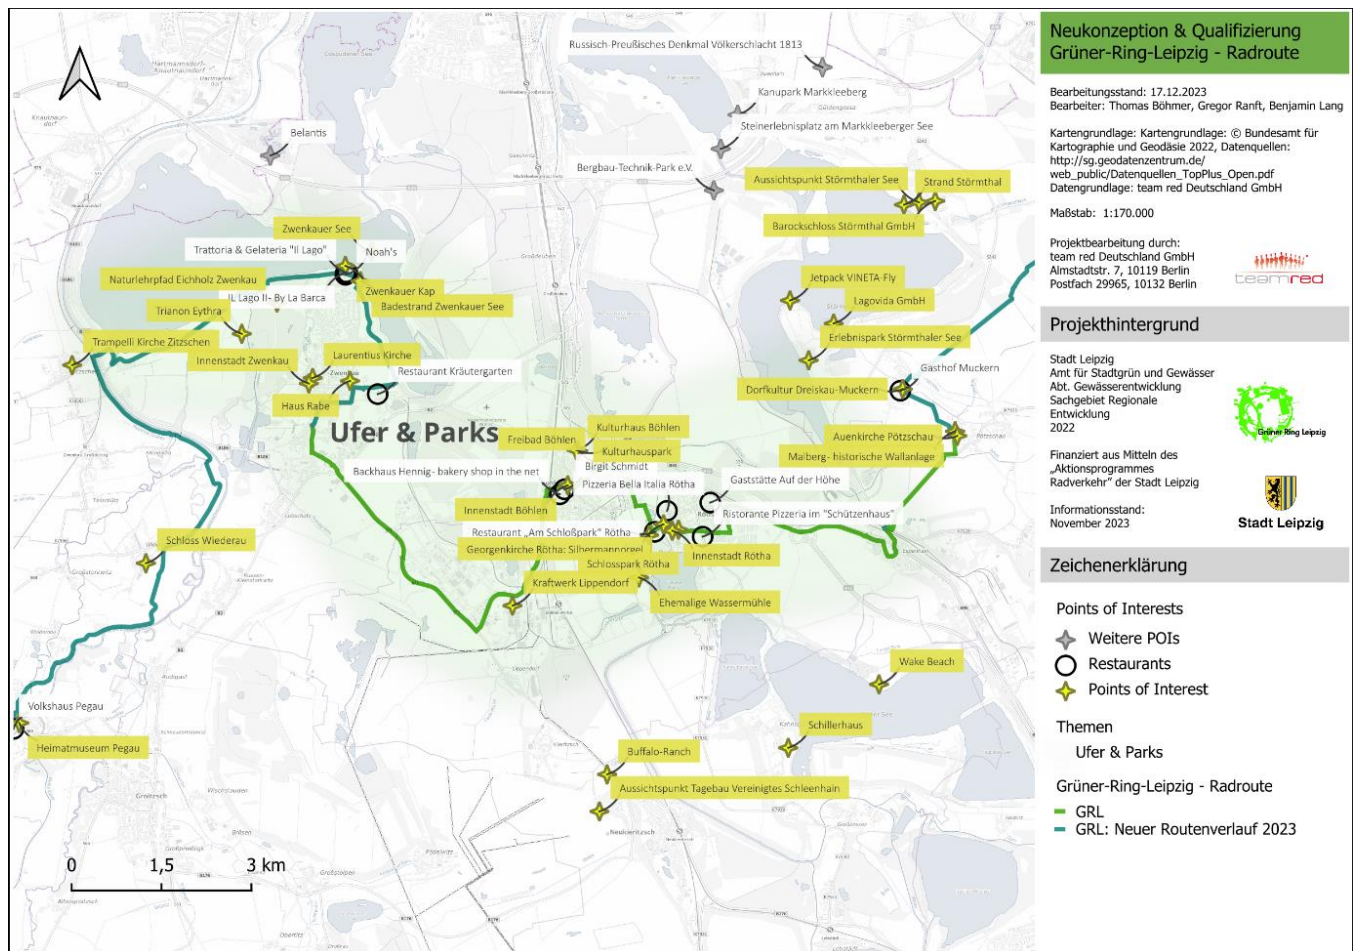 Russisch-Preußisches Denkmal Völkerschlacht 1813
Kanupark Markkleeberg
Steinerlebnisplatz am Markkleeberger See
Belantis
Bergbau-Technik-Park e.V.
Aussichtspunkt Störmthaler See
Strand Störmthal
Barockschloss Störmthal GmbH
Zwenkauer See
Trattoria & Gelateria "Il Lago"
Noah's
Naturlehrpfad Eichholz Zwenkau
Zwenkauer Kap
IL Lago II- By La Barca
Badestrand Zwenkauer See
Trianon Eythra
Jetpack VINETA Fly
Lagovida GmbH
Trampelli Kirche Zitzschen
Erlebnispark Störmthaler See
Innenstadt Zwenkau
Laurentius Kirche
Restaurant Kräutergarten
Gasthof Muckern
Dorfkultur Dreiskau-Muckern
Haus Rabe
Ufer & Parks
Kulturhaus Böhlen
Freibad Böhlen
Kulturhauspark
Auenkirche Pötzschau
Malberg- historische Wallanlage
Backhaus Hennig- bakery shop in the net
Birgit Schmidt
Pizzeria Bella Italia Rötha
Gaststätte Auf der Höhe
Innenstadt Böhlen
Ristorante Pizzeria im "Schützenhaus"
Restaurant „Am Schloßpark" Rötha
Georgenkirche Rötha: Silbermannorgel
Innenstadt Rötha
Schlosspark Rötha
Schloss Wiederau
Kraftwerk Lippendorf
Ehemalige Wassermühle
Wake Beach
Volkshaus Pegau
Heimatmuseum Pegau
Schillerhaus
Buffalo-Ranch
Aussichtspunkt Tagebau Vereinigtes Schleenhain
Neukieritzsch
Groitzsch
0 1,5 3 km
Neukonzeption & Qualifizierung
Grüner-Ring-Leipzig - Radroute
Bearbeitungsstand: 17.12.2023
Bearbeiter: Thomas Böhmer, Gregor Ranft, Benjamin Lang
Kartengrundlage: Kartengrundlage: © Bundesamt für
Kartographie und Geodäsie 2022, Datenquellen:
http://sg.geodatenzentrum.de/
web_public/Datenquellen_TopPlus_Open.pdf
Datengrundlage: team red Deutschland GmbH
Maßstab: 1:170.000
Projektbearbeitung durch:
team red Deutschland GmbH
Almstadtstr. 7, 10119 Berlin
Postfach 29965, 10132 Berlin
teamred
Projekthintergrund
Stadt Leipzig
Amt für Stadtgrün und Gewässer
Abt. Gewässerentwicklung
Sachgebiet Regionale
Entwicklung
2022
Grüner Ring Leipzig
Finanziert aus Mitteln des
„Aktionsprogrammes
Radverkehr" der Stadt Leipzig
Informationsstand:
November 2023
Stadt Leipzig
Zeichenerklärung
Points of Interests
Weitere POIs
Restaurants
Points of Interest
Themen
Ufer & Parks
Grüner-Ring-Leipzig - Radroute
GRL
GRL: Neuer Routenverlauf 2023